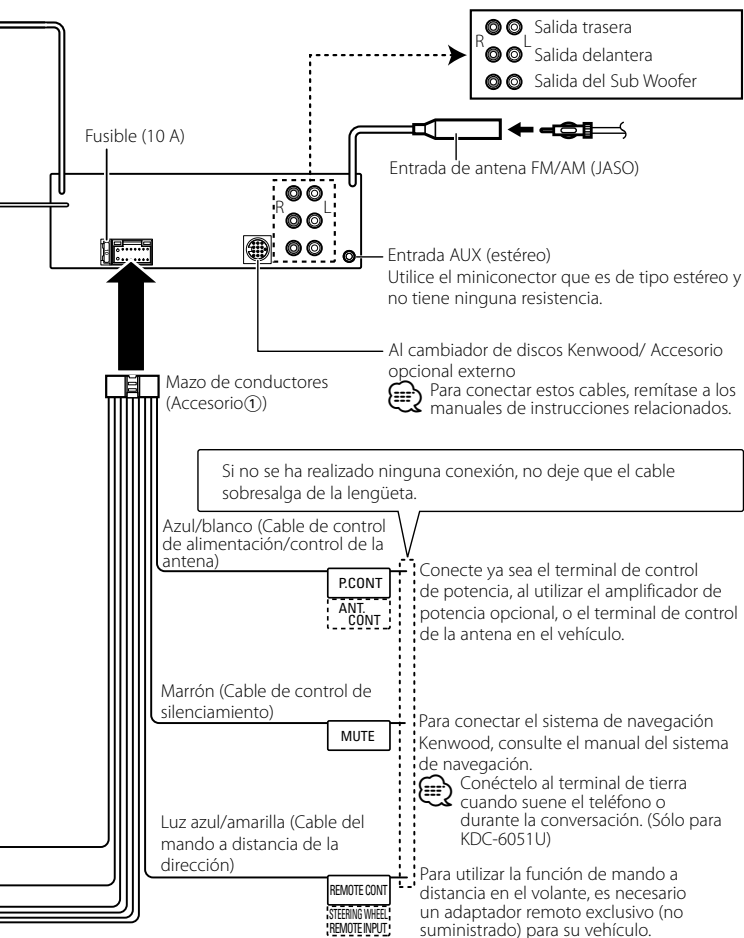 Salida trasera
R L
Salida delantera
Salida del Sub Woofer
Fusible (10 A)
Entrada de antena FM/AM (JASO)
R L
Entrada AUX (estéreo)
Utilice el miniconector que es de tipo estéreo y
no tiene ninguna resistencia.
Al cambiador de discos Kenwood/ Accesorio
opcional externo
Para conectar estos cables, remítase a los
manuales de instrucciones relacionados.
Mazo de conductores
(Accesorio①)
Si no se ha realizado ninguna conexión, no deje que el cable
sobresalga de la lengüeta.
Azul/blanco (Cable de control
de alimentación/control de la
antena)
P.CONT
ANT.
CONT
Conecte ya sea el terminal de control
de potencia, al utilizar el amplificador de
potencia opcional, o el terminal de control
de la antena en el vehículo.
Marrón (Cable de control de
silenciamiento)
MUTE
Para conectar el sistema de navegación
Kenwood, consulte el manual del sistema
de navegación.
Conéctelo al terminal de tierra
cuando suene el teléfono o
durante la conversación. (Sólo para
KDC-6051U)
Luz azul/amarilla (Cable del
mando a distancia de la
dirección)
REMOTE CONT
STEERING WHEEL
REMOTE INPUT
Para utilizar la función de mando a
distancia en el volante, es necesario
un adaptador remoto exclusivo (no
suministrado) para su vehículo.